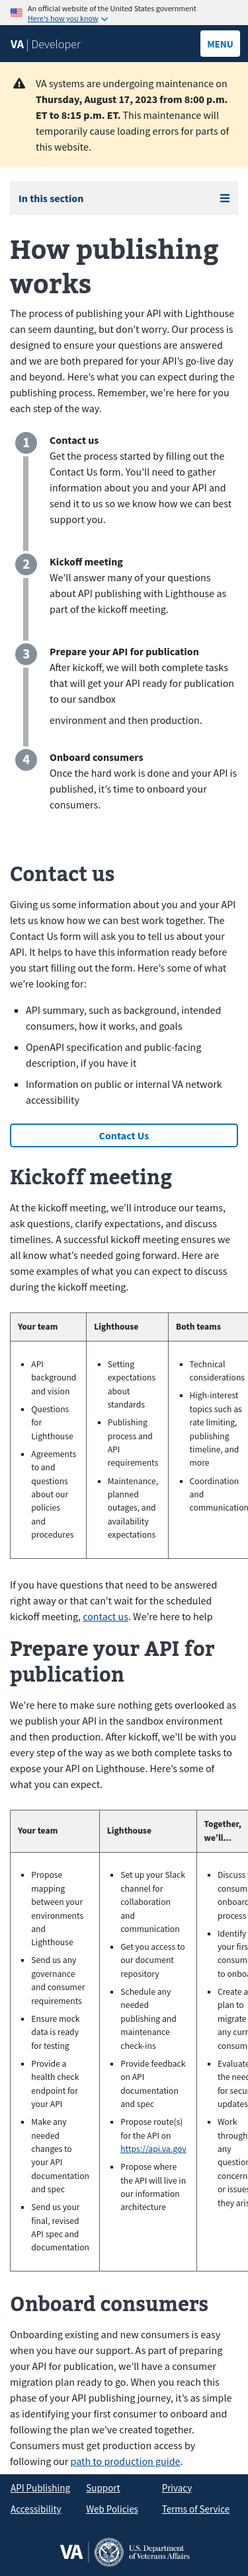 An official website of the United States government
Here's how you know
VA | Developer
MENU
VA systems are undergoing maintenance on
Thursday, August 17, 2023 from 8:00 p.m.
ET to 8:15 p.m. ET. This maintenance will
temporarily cause loading errors for parts of
this website.
In this section
How publishing
works
The process of publishing your API with Lighthouse
can seem daunting, but don't worry. Our process is
designed to ensure your questions are answered
and we are both prepared for your API's go-live day
and beyond. Here's what you can expect during the
publishing process. Remember, we're here for you
each step of the way.
1
Contact us
Get the process started by filling out the
Contact Us form. You'll need to gather
information about you and your API and
send it to us so we know how we can best
support you.
2
Kickoff meeting
We'll answer many of your questions
about API publishing with Lighthouse as
part of the kickoff meeting.
3
Prepare your API for publication
After kickoff, we will both complete tasks
that will get your API ready for publication
to our sandbox
environment and then production.
4
Onboard consumers
Once the hard work is done and your API is
published, it's time to onboard your
consumers.
Contact us
Giving us some information about you and your API
lets us know how we can best work together. The
Contact Us form will ask you to tell us about your
API. It helps to have this information ready before
you start filling out the form. Here's some of what
we're looking for:
API summary, such as background, intended
consumers, how it works, and goals
OpenAPI specification and public-facing
description, if you have it
Information on public or internal VA network
accessibility
Contact Us
Kickoff meeting
At the kickoff meeting, we'll introduce our teams,
ask questions, clarify expectations, and discuss
timelines. A successful kickoff meeting ensures we
all know what's needed going forward. Here are
some examples of what you can expect to discuss
during the kickoff meeting.
Your team
API
background
and vision
Questions
for
Lighthouse
Agreements
to and
questions
about our
policies
and
procedures
Lighthouse
Setting
expectations
about
standards
Publishing
process and
API
requirements
Maintenance,
planned
outages, and
availability
expectations
Both teams
Technical
considerations
High-interest
topics such as
rate limiting,
publishing
timeline, and
more
Coordination
and
communication
If you have questions that need to be answered
right away or that can't wait for the scheduled
kickoff meeting, contact us. We're here to help
Prepare your API for
publication
We're here to make sure nothing gets overlooked as
we publish your API in the sandbox environment
and then production. After kickoff, we'll be with you
every step of the way as we both complete tasks to
expose your API on Lighthouse. Here's some of
what you can expect.
Your team
Propose
mapping
between your
environments
and
Lighthouse
Send us any
governance
and consumer
requirements
Ensure mock
data is ready
for testing
Provide a
health check
endpoint for
your API
Make any
needed
changes to
your API
documentation
and spec
Send us your
final, revised
API spec and
documentation
Lighthouse
Set up your Slack
channel for
collaboration
and
communication
Get you access to
our document
repository
Schedule any
needed
publishing and
maintenance
check-ins
Provide feedback
on API
documentation
and spec
Propose route(s)
for the API on
https://api.va.gov
Propose where
the API will live in
our information
architecture
Together,
we'll...
Discuss
consum
onboard
process
Identify
your firs
consume
to onboa
Create a
plan to
migrate
any curr
consume
Evaluate
the need
for secur
updates
Work
through
any
question
concern
or issues
they aris
Onboard consumers
Onboarding existing and new consumers is easy
when you have our support. As part of preparing
your API for publication, we'll have a consumer
migration plan ready to go. When you reach this
phase of your API publishing journey, it's as simple
as identifying your first consumer to onboard and
following the plan we've created together.
Consumers must get production access by
following our path to production guide.
API Publishing Support Privacy
Accessibility Web Policies Terms of Service
VA U.S. Department
of Veterans Affairs